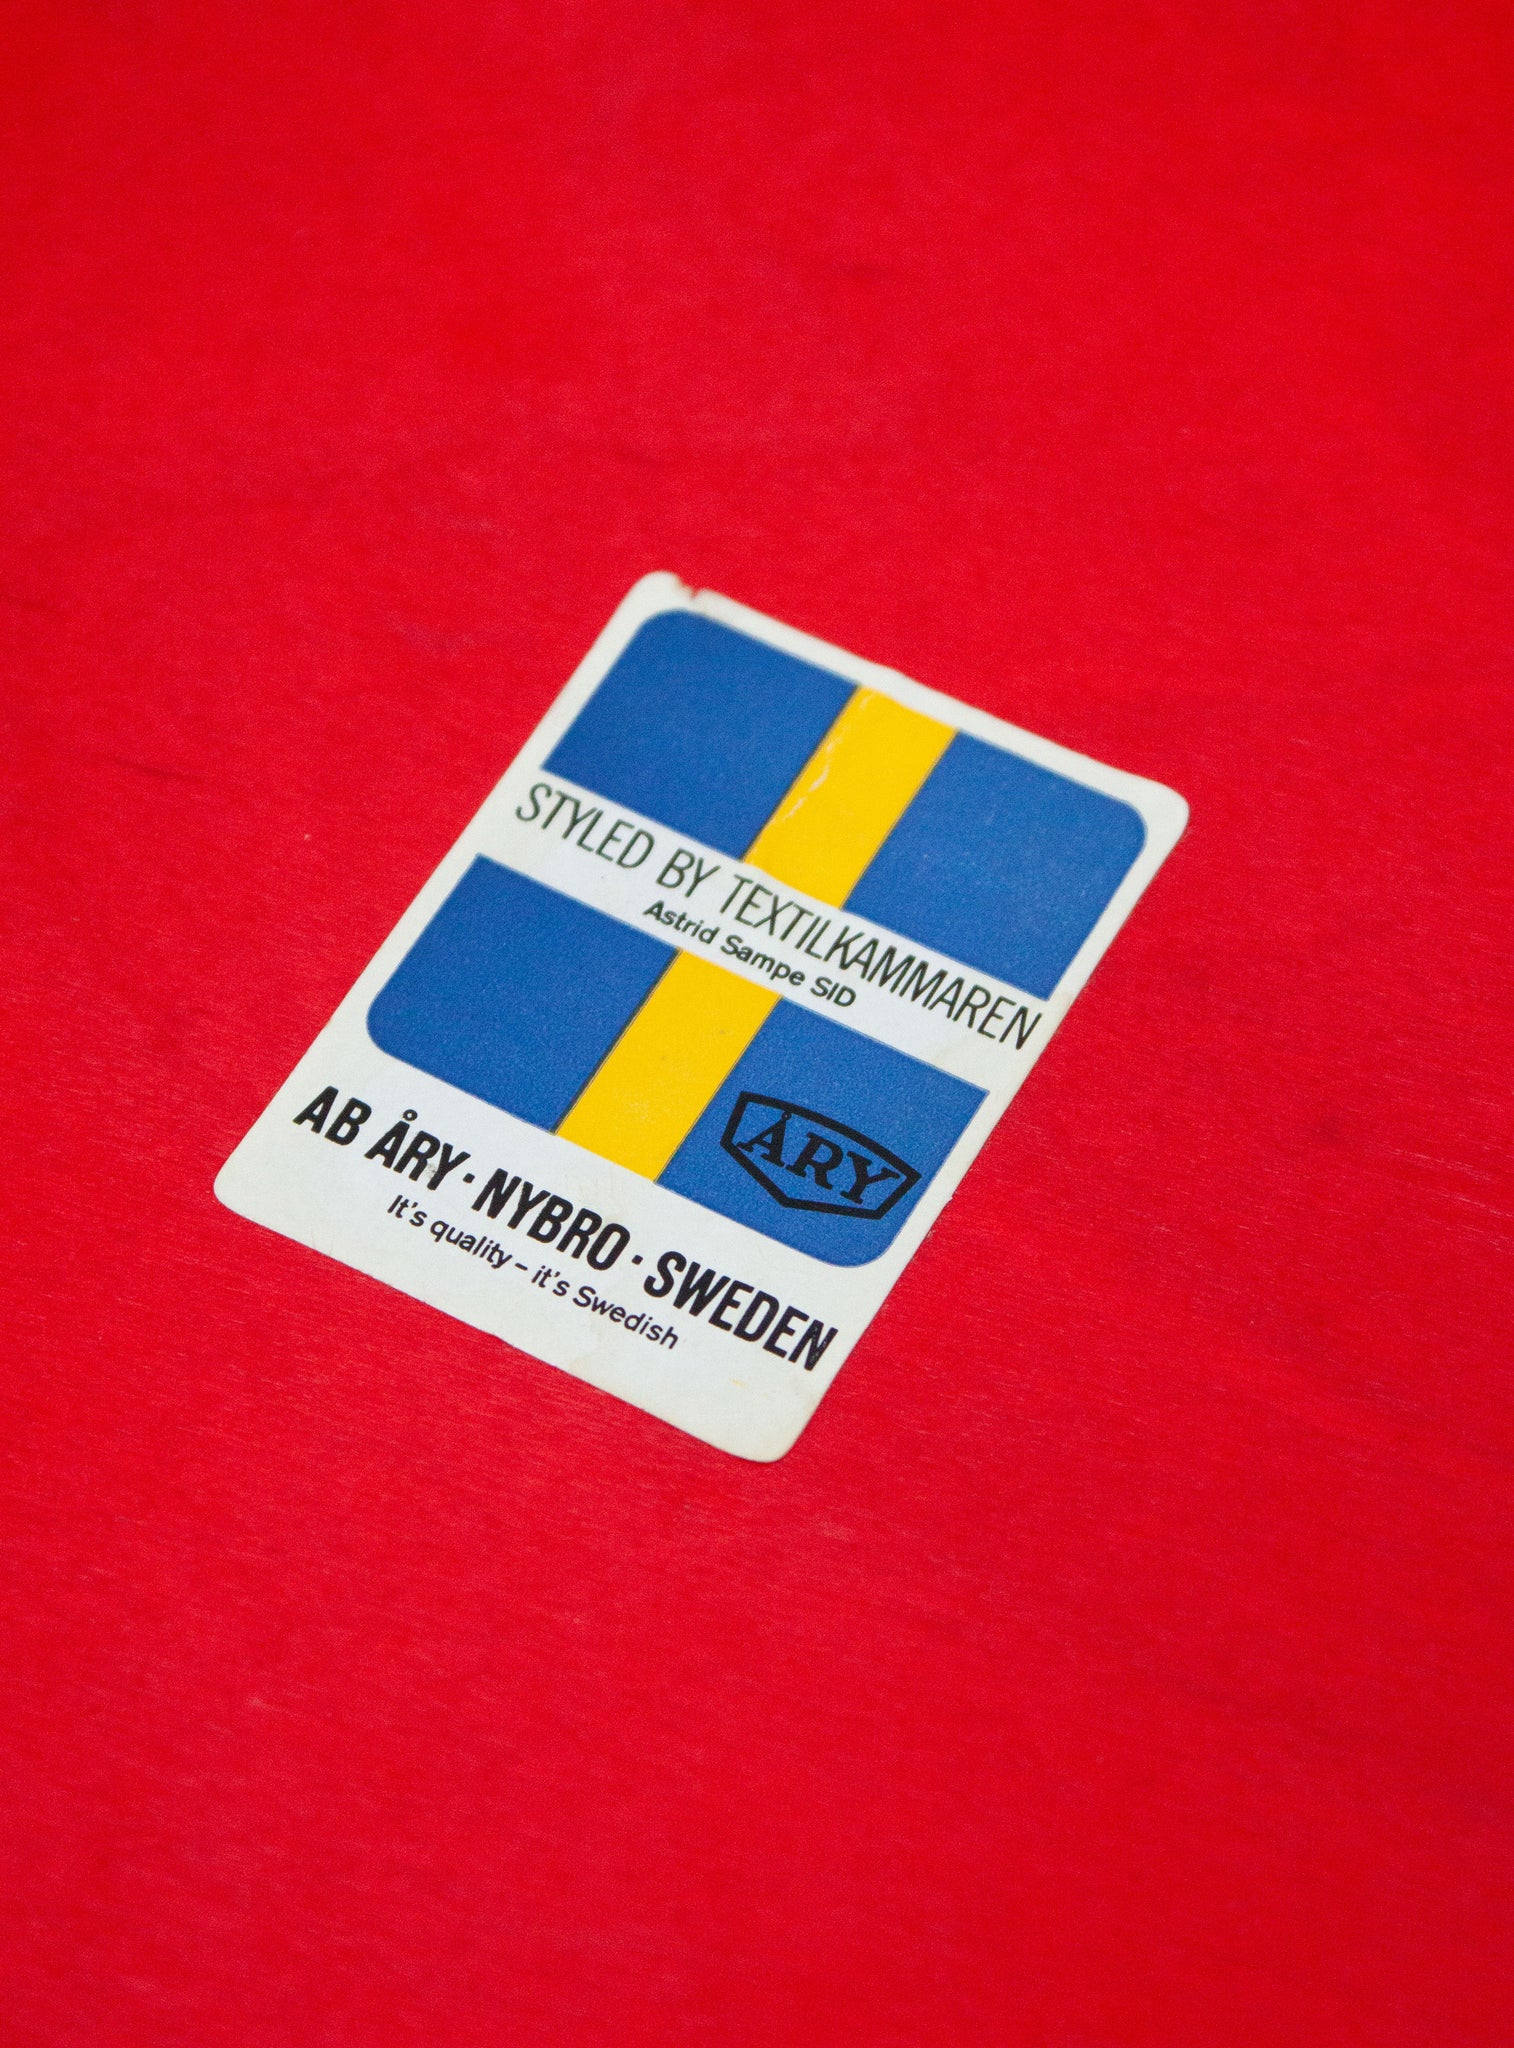 STYLED BY TEXTILKAMMAREN
Astrid Sampe SID
ÅRY
AB ÅRY · NYBRO · SWEDEN
It's quality – it's Swedish